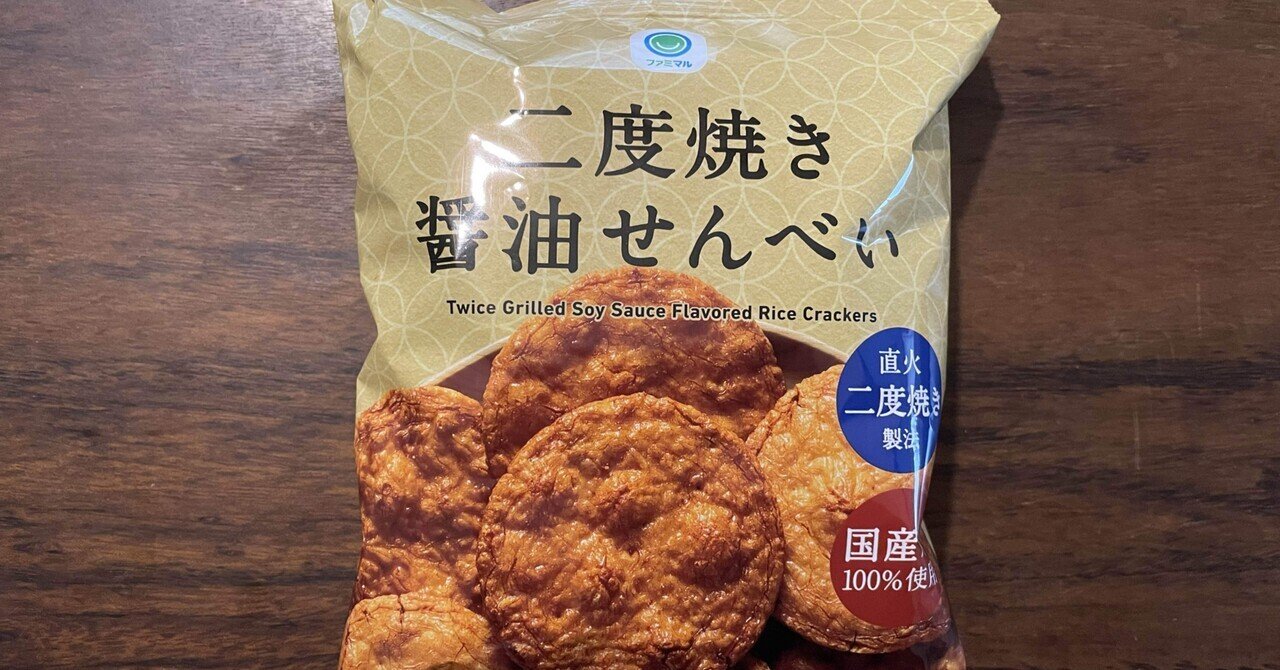 ファミマル
二度焼き
醤油せんべい
Twice Grilled Soy Sauce Flavored Rice Crackers
直火
二度焼き
製法
国産
100%使用